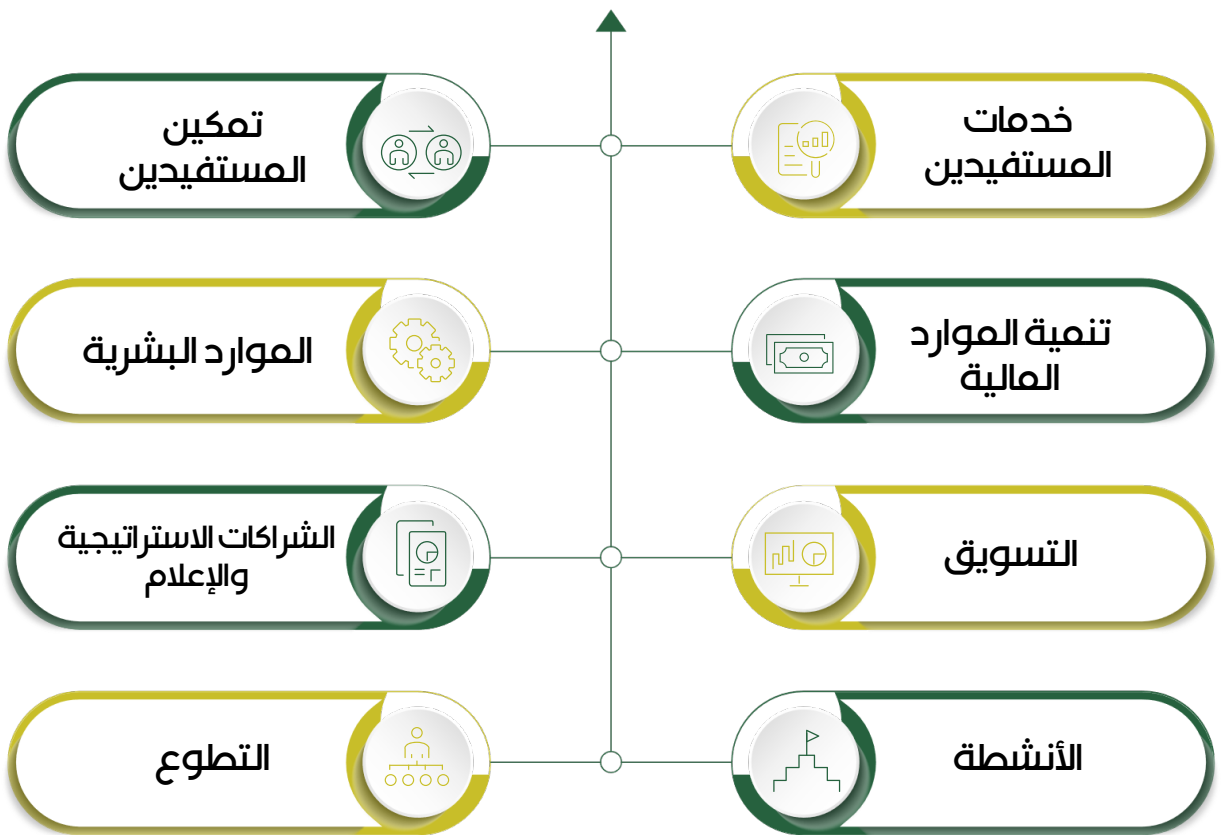 خدمات
المستفيدين
تمكين
المستفيدين
تنمية الموارد
المالية
الموارد البشرية
التسويق
الشراكات الاستراتيجية
والإعلام
الأنشطة
التطوع